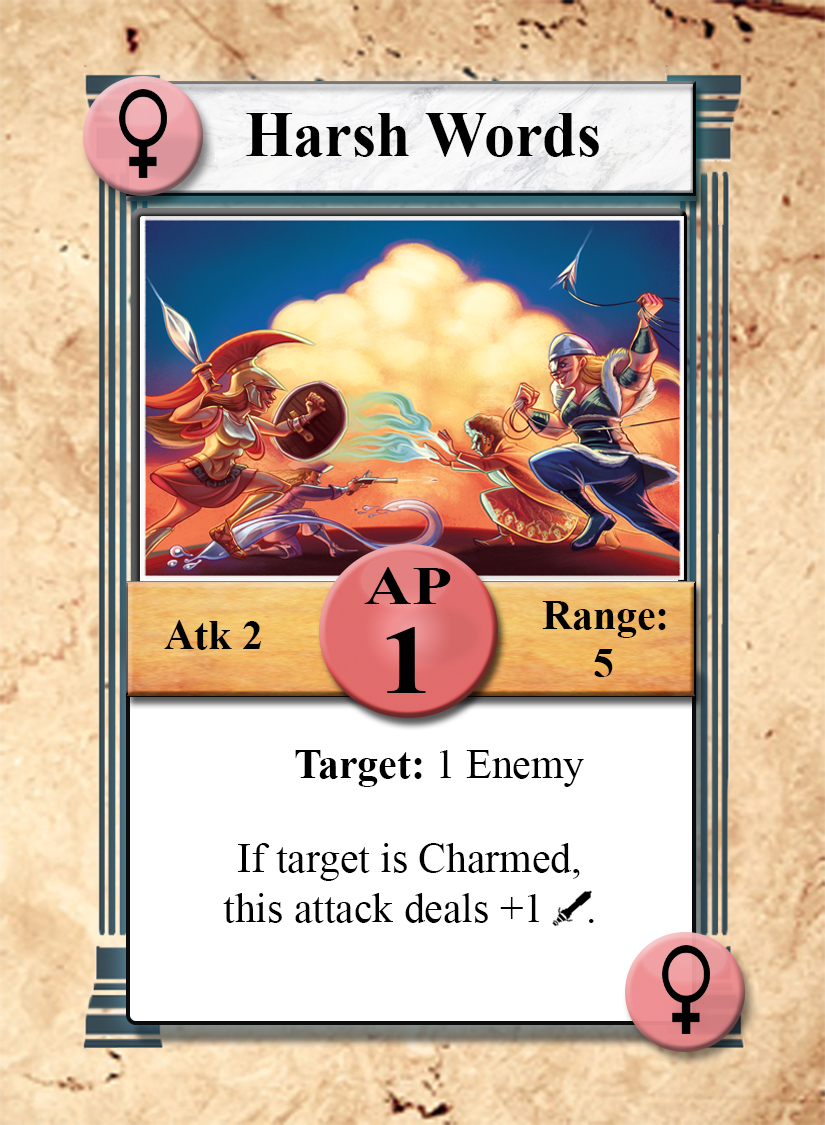 Harsh Words
AP
1
Atk 2
Range:
5
Target: 1 Enemy
If target is Charmed,
this attack deals +1 .